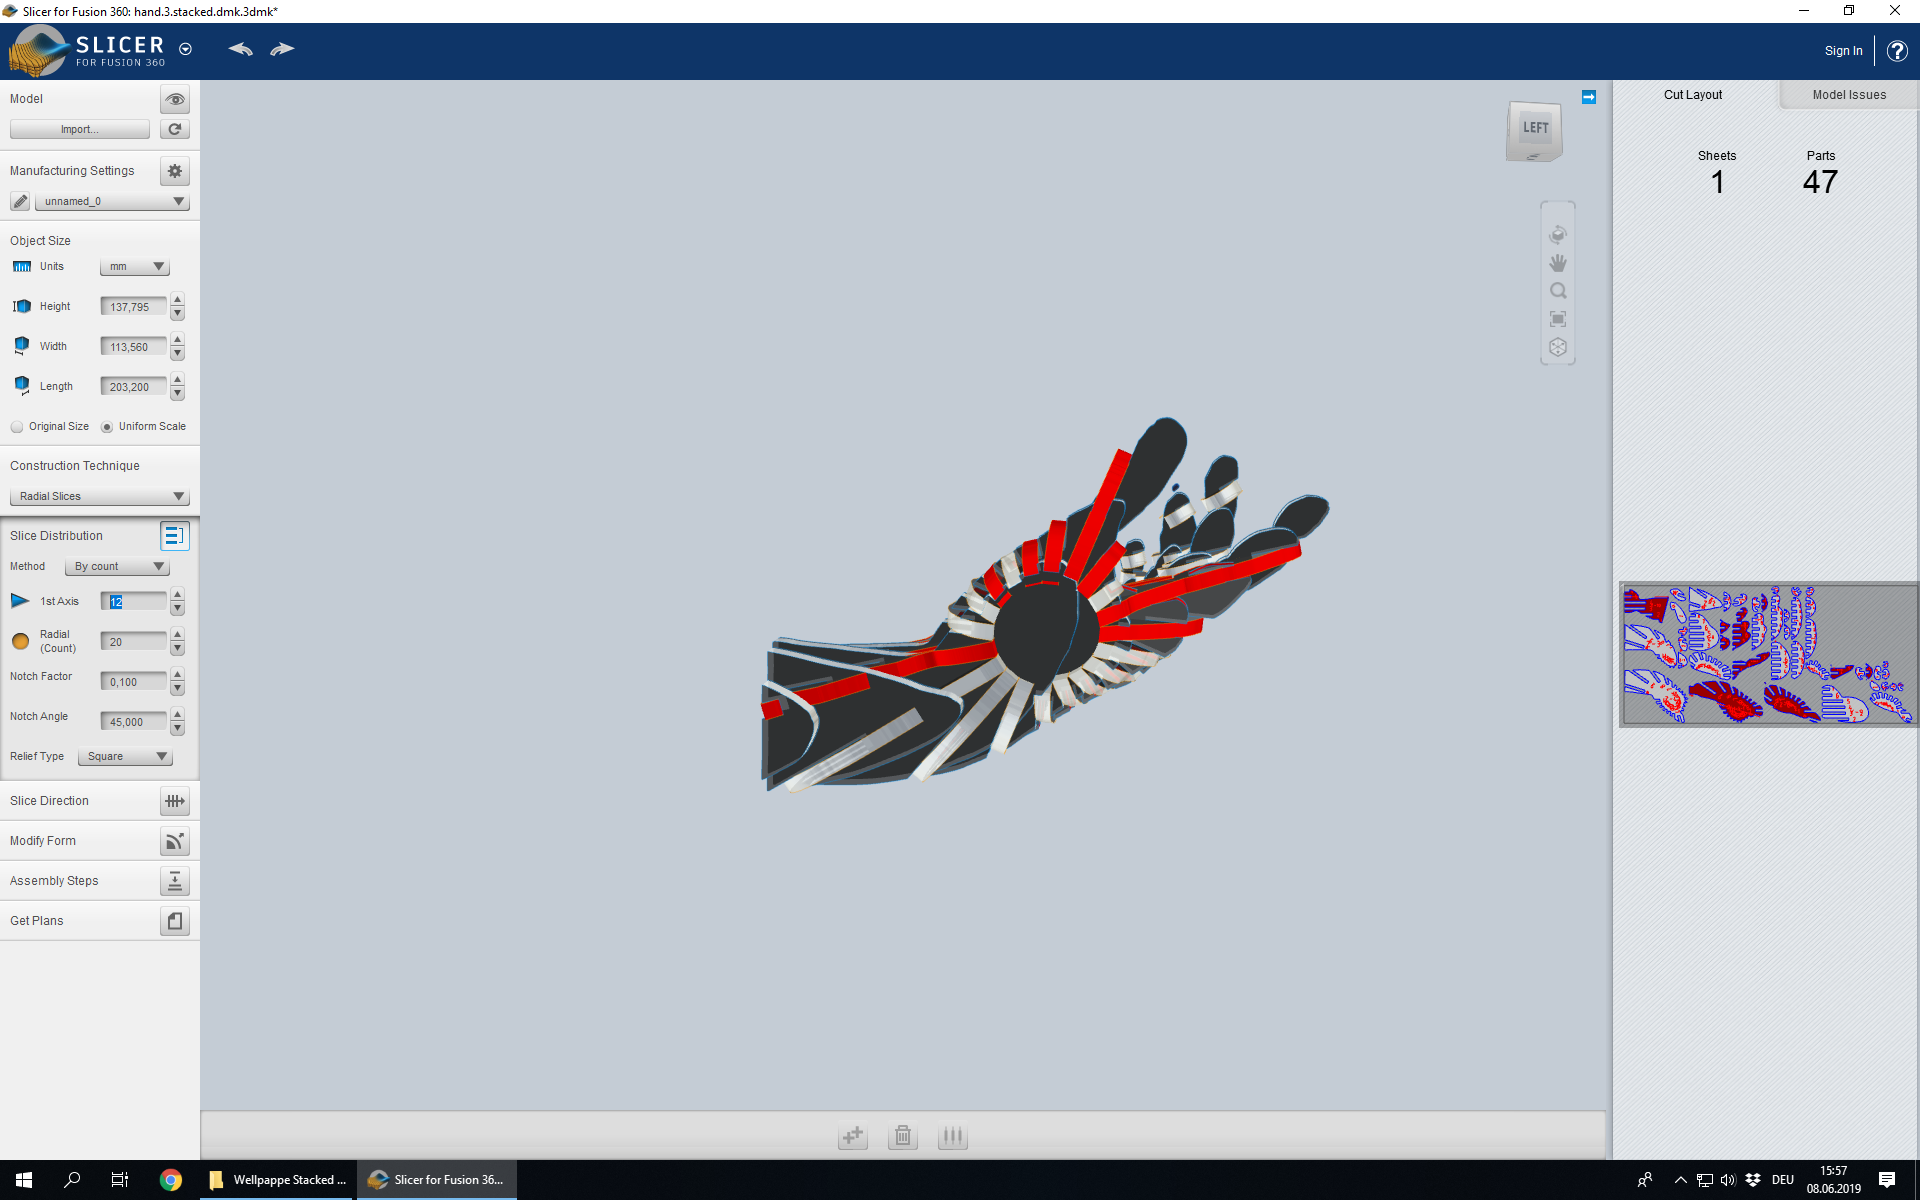 Slicer for Fusion 360: hand.3.stacked.dmk.3dmk*
SLICER
FOR FUSION 360
Sign In
?
Model
Import...
Manufacturing Settings
unnamed_0
Object Size
Units
mm
Height
137,795
Width
113,560
Length
203,200
Original Size
Uniform Scale
Construction Technique
Radial Slices
Slice Distribution
Method
By count
1st Axis
12
Radial
(Count)
20
Notch Factor
0,100
Notch Angle
45,000
Relief Type
Square
Slice Direction
Modify Form
Assembly Steps
Get Plans
LEFT
Cut Layout
Model Issues
Sheets
Parts
1
47
Wellpappe Stacked ...
Slicer for Fusion 36...
DEU
15:57
08.06.2019